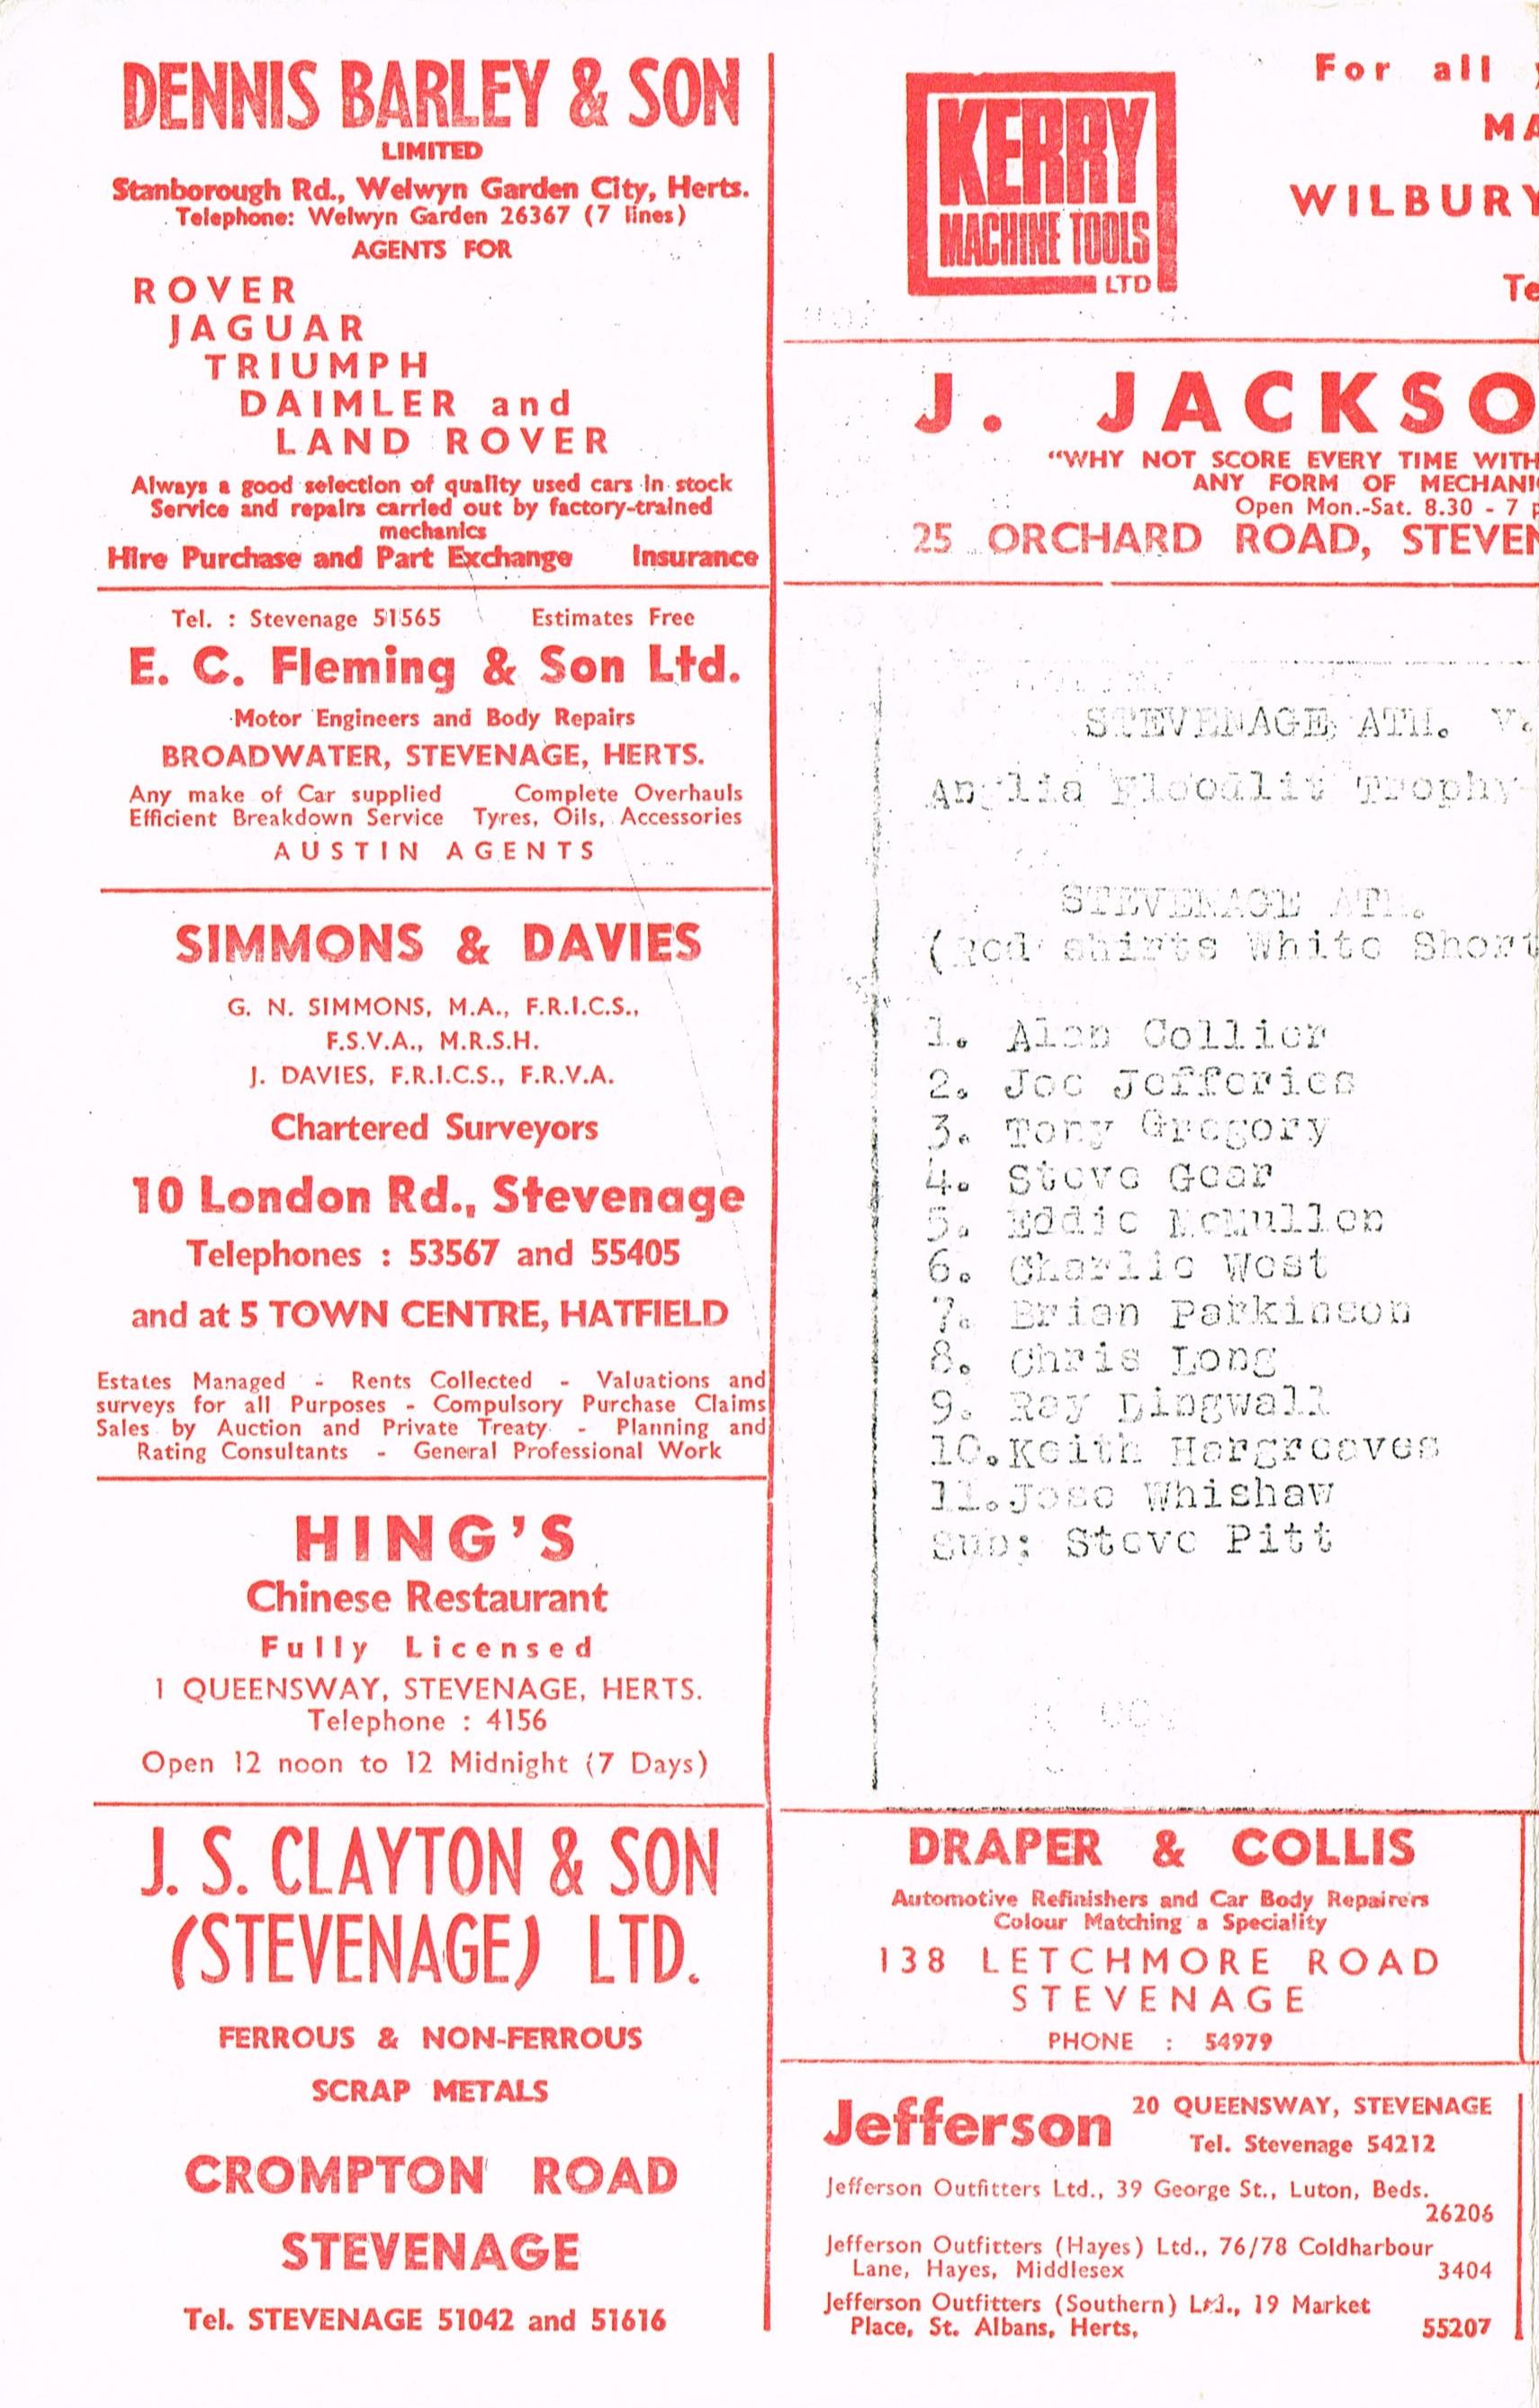 DENNIS BARLEY & SON
LIMITED
Stanborough Rd., Welwyn Garden City, Herts.
Telephone: Welwyn Garden 26367 (7 lines)
AGENTS FOR
ROVER
JAGUAR
TRIUMPH
DAIMLER and
LAND ROVER
Always a good selection of quality used cars in stock
Service and repairs carried out by factory-trained
mechanics
Hire Purchase and Part Exchange Insurance
Tel. : Stevenage 51565 Estimates Free
E. C. Fleming & Son Ltd.
Motor Engineers and Body Repairs
BROADWATER, STEVENAGE, HERTS.
Any make of Car supplied Complete Overhauls
Efficient Breakdown Service Tyres, Oils, Accessories
AUSTIN AGENTS
SIMMONS & DAVIES
G. N. SIMMONS, M.A., F.R.I.C.S.,
F.S.V.A., M.R.S.H.
J. DAVIES, F.R.I.C.S., F.R.V.A.
Chartered Surveyors
10 London Rd., Stevenage
Telephones : 53567 and 55405
and at 5 TOWN CENTRE, HATFIELD
Estates Managed - Rents Collected - Valuations and
surveys for all Purposes - Compulsory Purchase Claims
Sales by Auction and Private Treaty - Planning and
Rating Consultants - General Professional Work
HING'S
Chinese Restaurant
Fully Licensed
1 QUEENSWAY, STEVENAGE, HERTS.
Telephone : 4156
Open 12 noon to 12 Midnight (7 Days)
J. S. CLAYTON & SON
(STEVENAGE) LTD.
FERROUS & NON-FERROUS
SCRAP METALS
CROMPTON ROAD
STEVENAGE
Tel. STEVENAGE 51042 and 51616
KERRY
MACHINE TOOLS
LTD
For all
MA
WILBURY
Te
J. JACKSO
"WHY NOT SCORE EVERY TIME WITH
ANY FORM OF MECHANI
Open Mon.-Sat. 8.30 - 7 p
25 ORCHARD ROAD, STEVEN
STEVENAGE ATH. v.
Anglia Floodlit Trophy
STEVENAGE ATH.
(Red shirts White Short
1. Alan Collier
2. Joe Jefferies
3. Tony Gregory
4. Steve Gear
5. Eddie McMullen
6. Charlie West
7. Brian Parkinson
8. Chris Long
9. Ray Dingwall
10.Keith Hargreaves
11.Jose Whishaw
Sub: Steve Pitt
DRAPER & COLLIS
Automotive Refinishers and Car Body Repairers
Colour Matching a Speciality
138 LETCHMORE ROAD
STEVENAGE
PHONE : 54979
Jefferson 20 QUEENSWAY, STEVENAGE
Tel. Stevenage 54212
Jefferson Outfitters Ltd., 39 George St., Luton, Beds.
26206
Jefferson Outfitters (Hayes) Ltd., 76/78 Coldharbour
Lane, Hayes, Middlesex 3404
Jefferson Outfitters (Southern) Ltd., 19 Market
Place, St. Albans, Herts, 55207